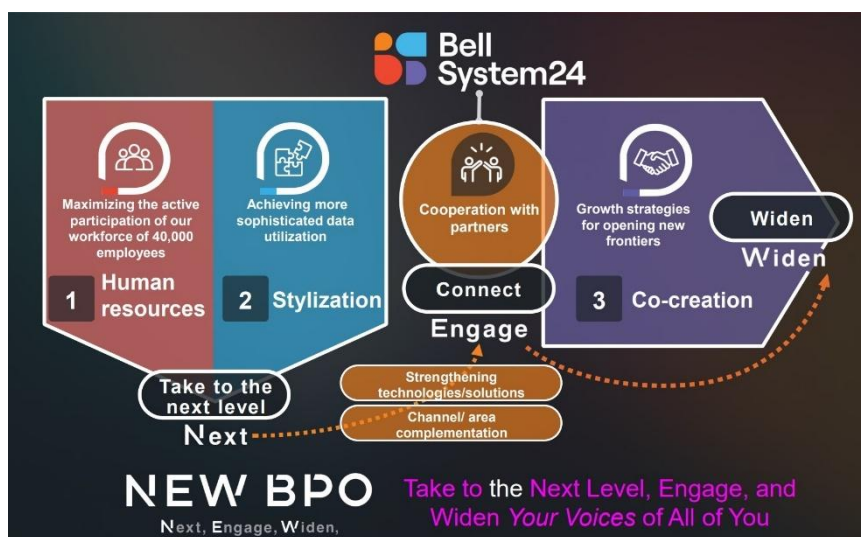 Bell
System24
Maximizing the active
participation of our
workforce of 40,000
employees
1 Human
resources
Achieving more
sophisticated data
utilization
2 Stylization
Cooperation with
partners
Connect
Engage
Growth strategies
for opening new
frontiers
3 Co-creation
Widen
Widen
Take to the
next level
Next
Strengthening
technologies/solutions
Channel/ area
complementation
NEW BPO
Next, Engage, Widen,
Take to the Next Level, Engage, and
Widen Your Voices of All of You